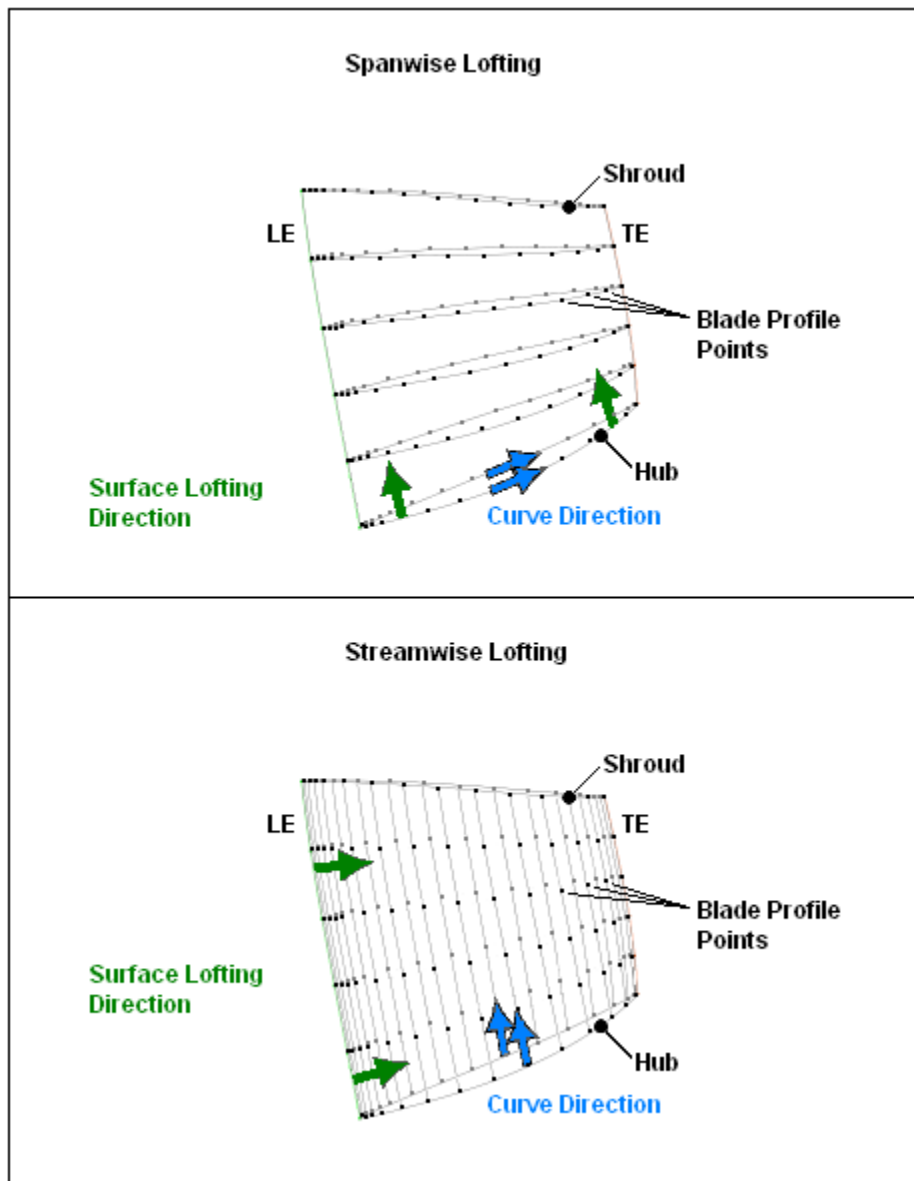 Spanwise Lofting
Shroud
LE
TE
Blade Profile
Points
Hub
Surface Lofting
Direction
Curve Direction
Streamwise Lofting
Shroud
LE
TE
Blade Profile
Points
Surface Lofting
Direction
Hub
Curve Direction